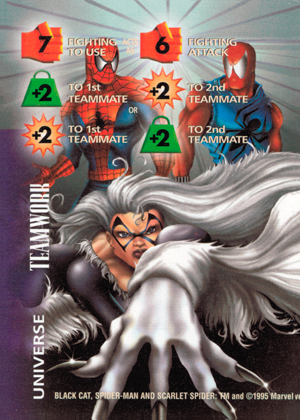 7 FIGHTING TO USE
6 FIGHTING ATTACK
+2 TO 1st TEAMMATE
+2 TO 2nd TEAMMATE
OR
+2 TO 1st TEAMMATE
+2 TO 2nd TEAMMATE
UNIVERSE TEAMWORK
BLACK CAT, SPIDER-MAN AND SCARLET SPIDER: TM and ©1995 Marvel